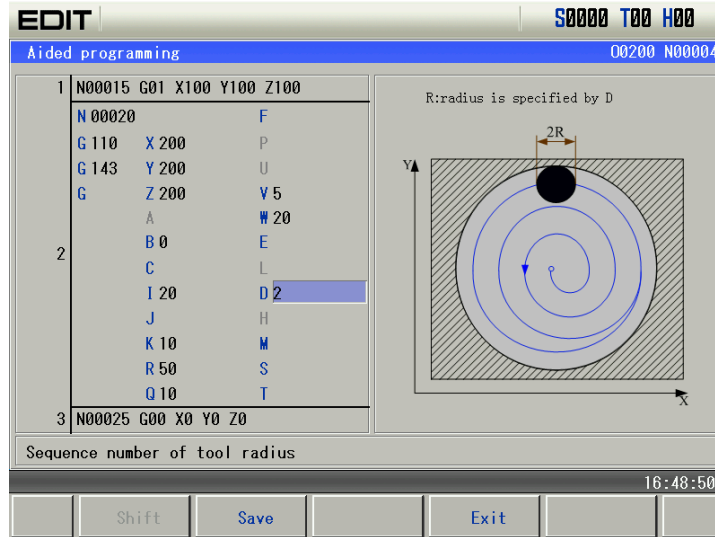 EDIT S0000 T00 H00
Aided programming O0200 N00004
1 N00015 G01 X100 Y100 Z100
N 00020 F
G 110 X 200 P
G 143 Y 200 U
G Z 200 V 5
A W 20
B 0 E
2
C L
I 20 D 2
J H
K 10 M
R 50 S
Q 10 T
3 N00025 G00 X0 Y0 Z0
R:radius is specified by D
2R
Y
X
Sequence number of tool radius
16:48:50
Shift Save Exit